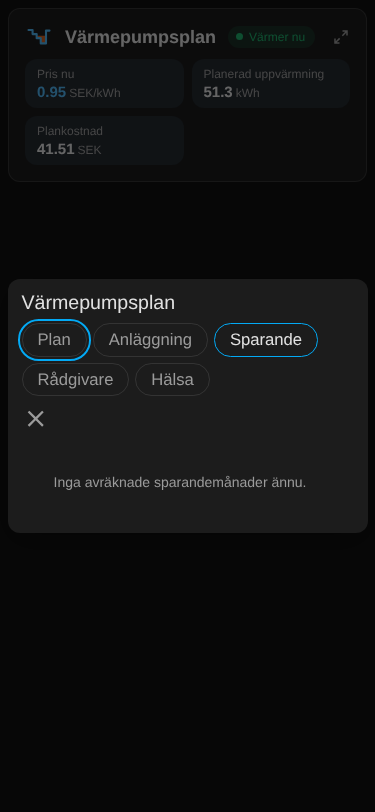 Värmepumpsplan
Värmer nu
Pris nu
0.95 SEK/kWh
Planerad uppvärmning
51.3 kWh
Plankostnad
41.51 SEK
Värmepumpsplan
Plan
Anläggning
Sparande
Rådgivare
Hälsa
Inga avräknade sparandemånader ännu.